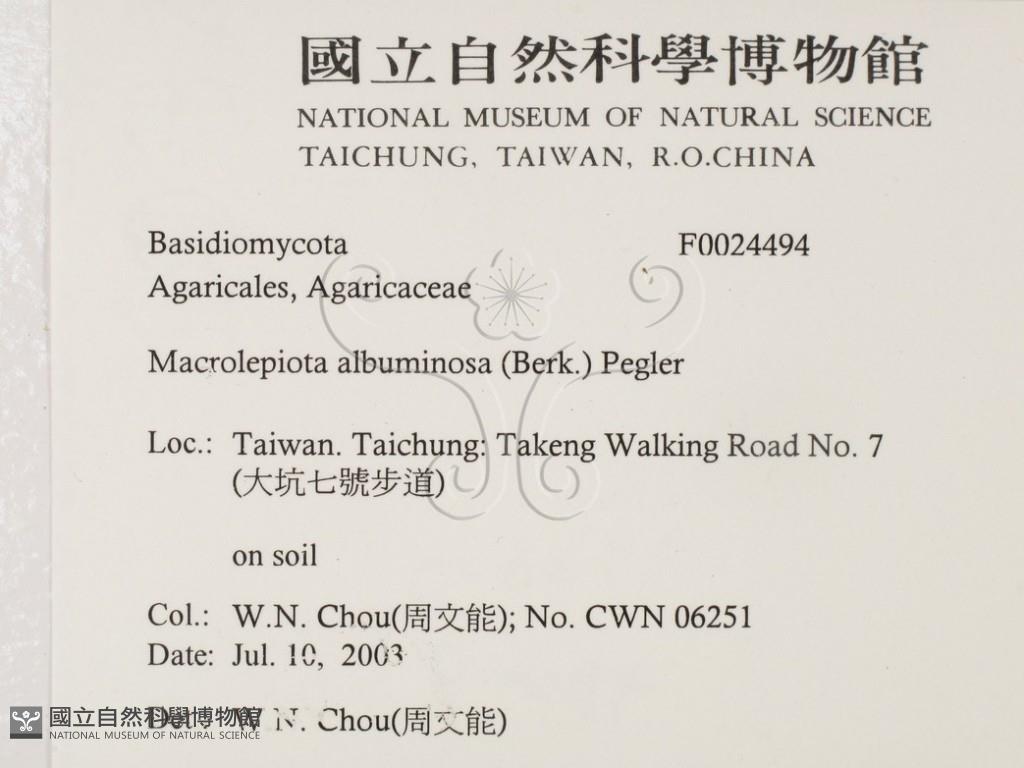 國立自然科學博物館
NATIONAL MUSEUM OF NATURAL SCIENCE
TAICHUNG, TAIWAN, R.O.CHINA
Basidiomycota F0024494
Agaricales, Agaricaceae
Macrolepiota albuminosa (Berk.) Pegler
Loc.: Taiwan. Taichung: Takeng Walking Road No. 7
(大坑七號步道)
on soil
Col.: W.N. Chou(周文能); No. CWN 06251
Date: Jul. 10, 2003
Det.: W.N. Chou(周文能)
國立自然科學博物館
NATIONAL MUSEUM OF NATURAL SCIENCE